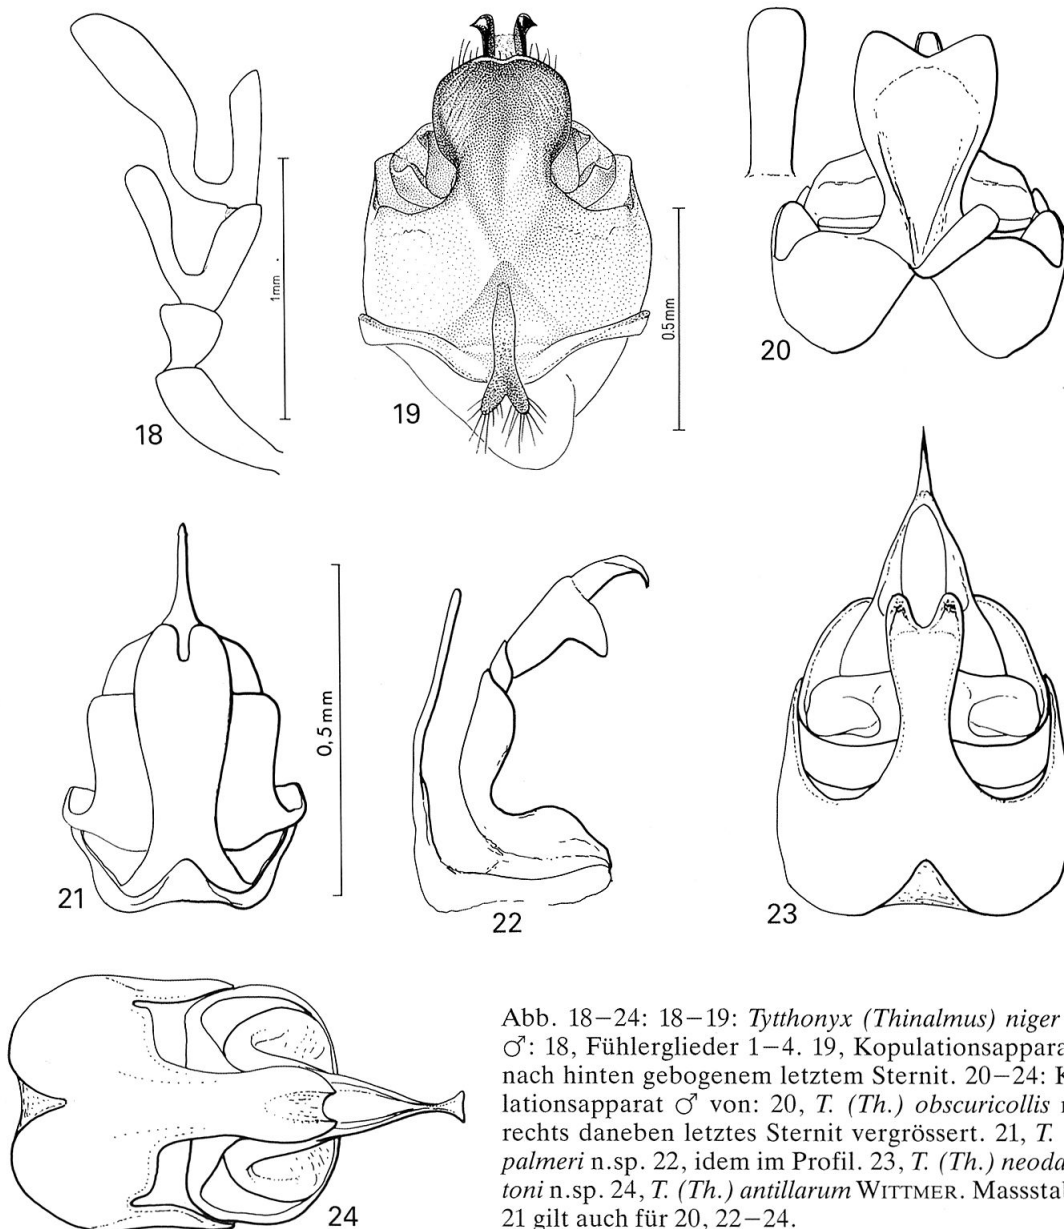 18
1mm
19
0.5mm
20
21
0,5mm
22
23
24
Abb. 18–24: 18–19: Tytthonyx (Thinalmus) niger
♂: 18, Fühlerglieder 1–4. 19, Kopulationsappara
nach hinten gebogenem letztem Sternit. 20–24: K
lationsapparat ♂ von: 20, T. (Th.) obscuricollis
rechts daneben letztes Sternit vergrössert. 21, T.
palmeri n.sp. 22, idem im Profil. 23, T. (Th.) neoda
toni n.sp. 24, T. (Th.) antillarum WITTMER. Massstal
21 gilt auch für 20, 22–24.